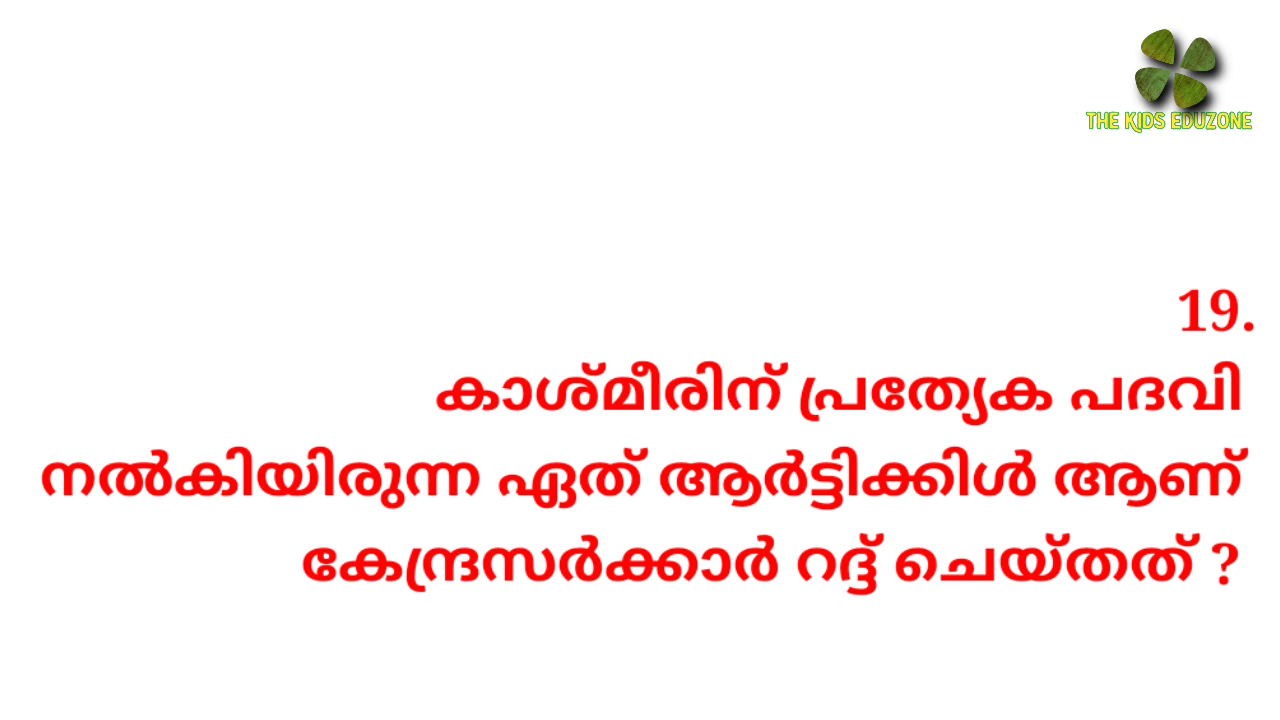 THE KIDS EDUZONE
19.
കാശ്മീരിന് പ്രത്യേക പദവി
നൽകിയിരുന്ന ഏത് ആർട്ടിക്കിൾ ആണ്
കേന്ദ്രസർക്കാർ റദ്ദ് ചെയ്തത് ?